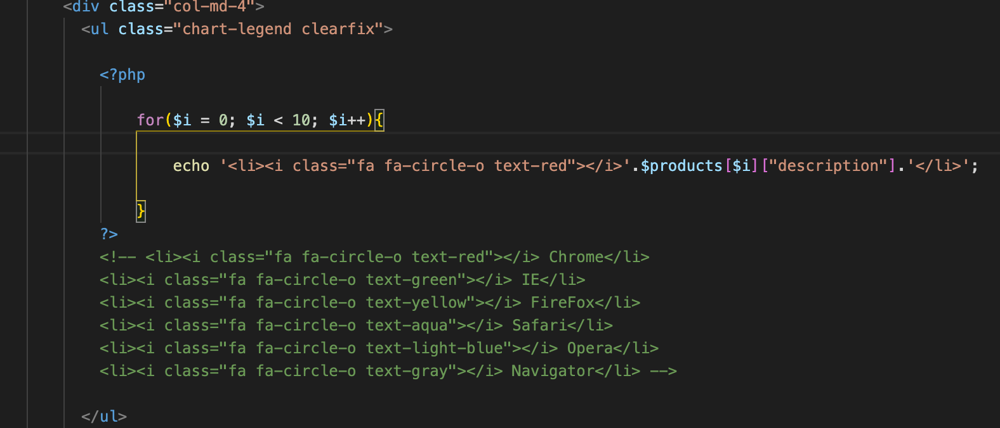 <div class="col-md-4">
<ul class="chart-legend clearfix">
<?php
for($i = 0; $i < 10; $i++){
echo '<li><i class="fa fa-circle-o text-red"></i>'.$products[$i]["description"].'</li>';
}
?>
<!-- <li><i class="fa fa-circle-o text-red"></i> Chrome</li>
<li><i class="fa fa-circle-o text-green"></i> IE</li>
<li><i class="fa fa-circle-o text-yellow"></i> FireFox</li>
<li><i class="fa fa-circle-o text-aqua"></i> Safari</li>
<li><i class="fa fa-circle-o text-light-blue"></i> Opera</li>
<li><i class="fa fa-circle-o text-gray"></i> Navigator</li> -->
</ul>